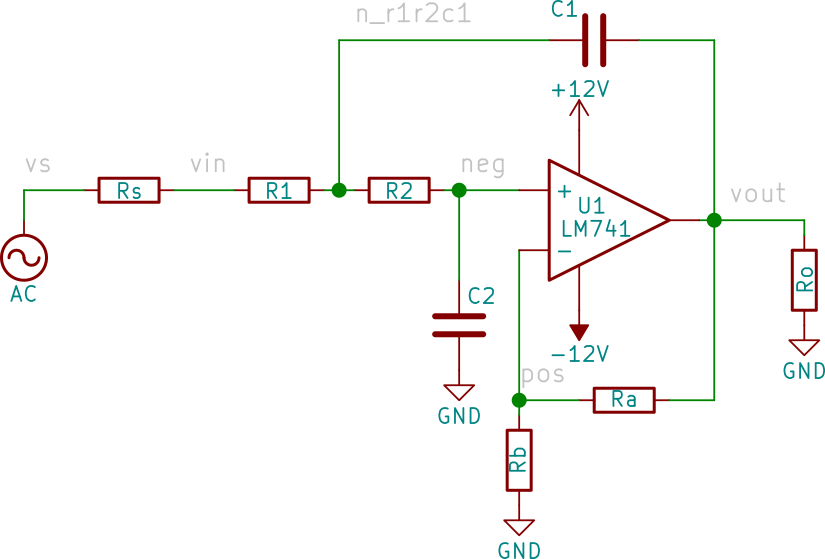 C1
n_r1r2c1
+12V
vs
vin
neg
Rs
R1
R2
+
U1
LM741
−
vout
AC
C2
Ro
−12V
GND
pos
Ra
GND
Rb
GND